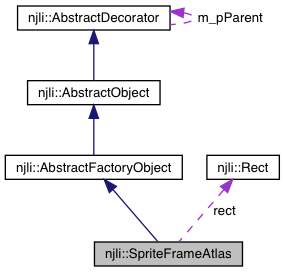 njli::AbstractDecorator
m_pParent
njli::AbstractObject
njli::AbstractFactoryObject
njli::Rect
rect
njli::SpriteFrameAtlas